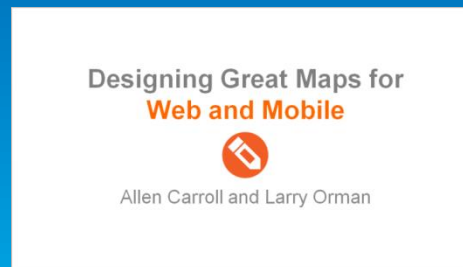 Designing Great Maps for
Web and Mobile
Allen Carroll and Larry Orman